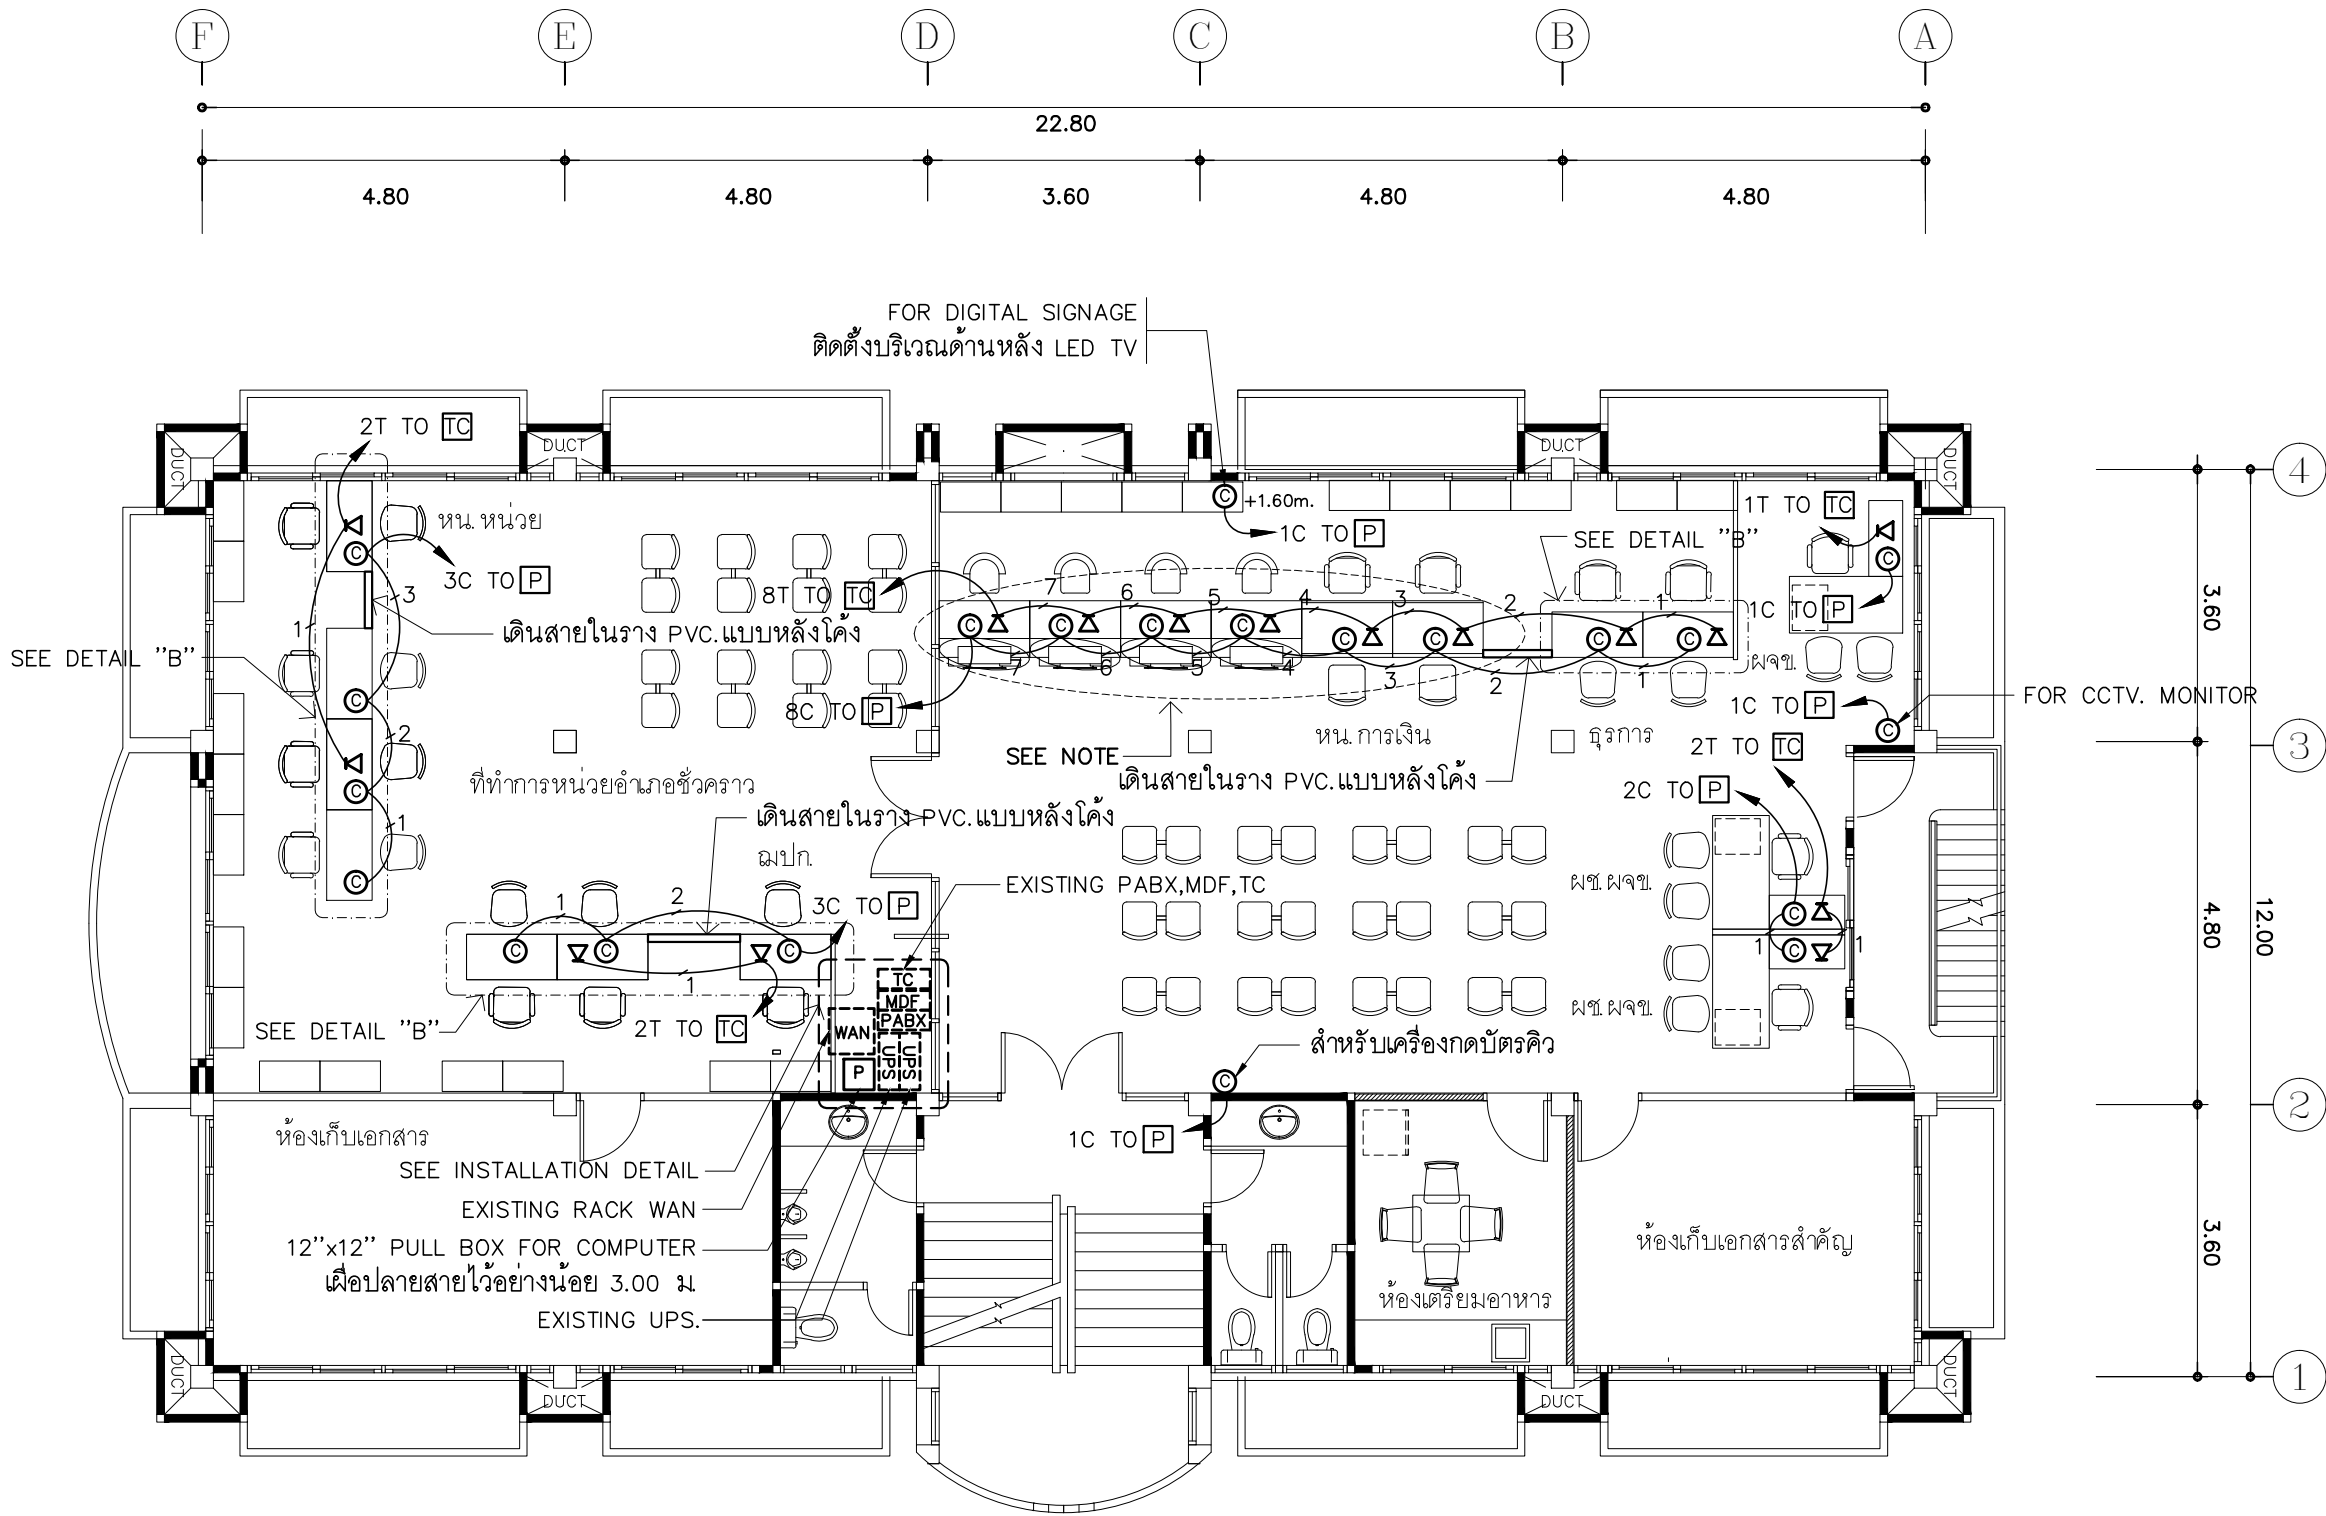 F E D C B A
22.80
4.80 4.80 3.60 4.80 4.80
FOR DIGITAL SIGNAGE
ติดตั้งบริเวณด้านหลัง LED TV
2T TO TC
DUCT
DUCT
DUCT
DUCT
4
+1.60m.
1T TO TC
หน.หน่วย
1C TO P
SEE DETAIL "B"
3C TO P
8T TO TC
7 6 5 4 3 2 1
1C TO P
3.60
3
1
เดินสายในราง PVC.แบบหลังโค้ง
SEE DETAIL "B"
7 6 5 4 3 2 1
ผจข.
8C TO P
1C TO P
FOR CCTV. MONITOR
2
หน.การเงิน
ธุรการ
2T TO TC
3
SEE NOTE
ที่ทำการหน่วยอำเภอชั่วคราว
เดินสายในราง PVC.แบบหลังโค้ง
2C TO P
1
เดินสายในราง PVC.แบบหลังโค้ง
ฌปก.
EXISTING PABX,MDF,TC
ผช.ผจข.
1 2
3C TO P
4.80
12.00
1 1
1
TC
MDF
PABX
WAN
UPS
UPS
P
SEE DETAIL "B"
2T TO TC
ผช.ผจข.
สำหรับเครื่องกดบัตรคิว
2
ห้องเก็บเอกสาร
1C TO P
SEE INSTALLATION DETAIL
EXISTING RACK WAN
12"x12" PULL BOX FOR COMPUTER
เผื่อปลายสายไว้อย่างน้อย 3.00 ม.
EXISTING UPS.
ห้องเก็บเอกสารสำคัญ
3.60
ห้องเตรียมอาหาร
DUCT
DUCT
DUCT
DUCT
1
C C C C C C C C C C C C C C C C C C C C